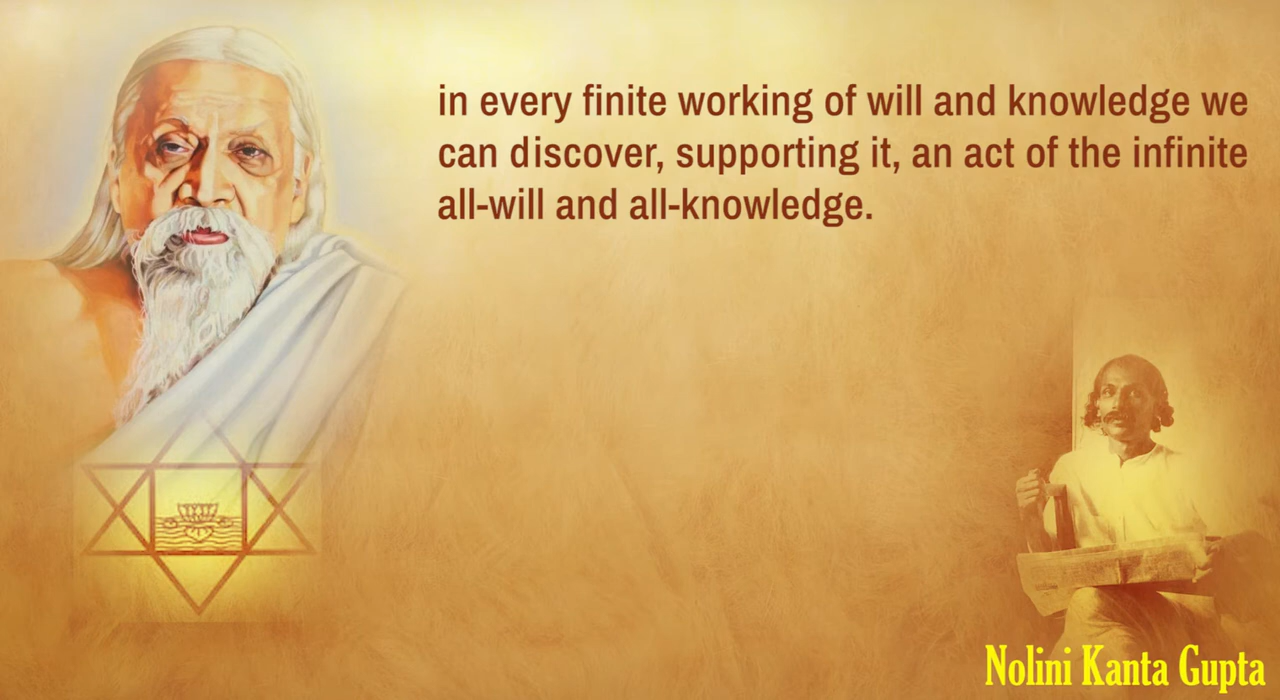 in every finite working of will and knowledge we
can discover, supporting it, an act of the infinite
all-will and all-knowledge.
Nolini Kanta Gupta